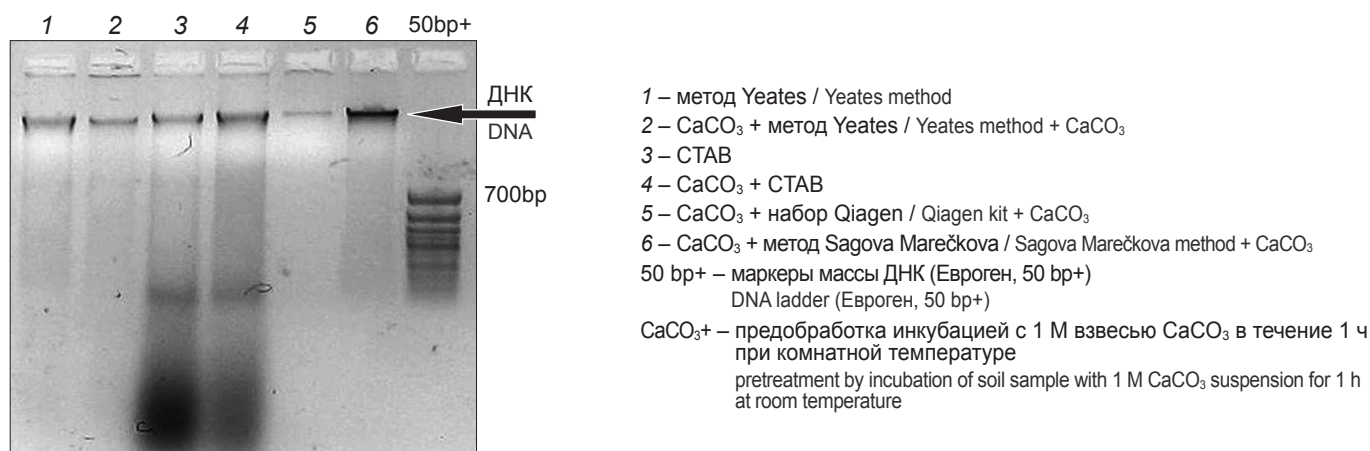 1 2 3 4 5 6 50bp+
ДНК
DNA
700bp
1 – метод Yeates / Yeates method
2 – CaCO₃ + метод Yeates / Yeates method + CaCO₃
3 – CTAB
4 – CaCO₃ + CTAB
5 – CaCO₃ + набор Qiagen / Qiagen kit + CaCO₃
6 – CaCO₃ + метод Sagova Marečkova / Sagova Marečkova method + CaCO₃
50 bp+ – маркеры массы ДНК (Евроген, 50 bp+)
DNA ladder (Евроген, 50 bp+)
CaCO₃+ – предобработка инкубацией с 1 М взвесью CaCO₃ в течение 1 ч
при комнатной температуре
pretreatment by incubation of soil sample with 1 M CaCO₃ suspension for 1 h
at room temperature